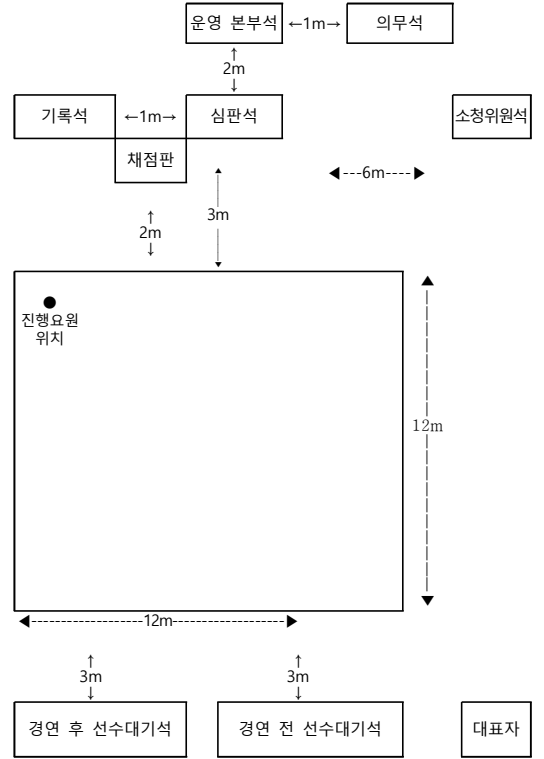 운영 본부석 ←1m→ 의무석
↑
2m
↓
기록석 ←1m→ 심판석 소청위원석
채점판
◀---6m----▶
3m
↑
2m
↓
진행요원
위치
12m
◀--------------------12m--------------------▶
↑ ↑
3m 3m
↓ ↓
경연 후 선수대기석 경연 전 선수대기석 대표자